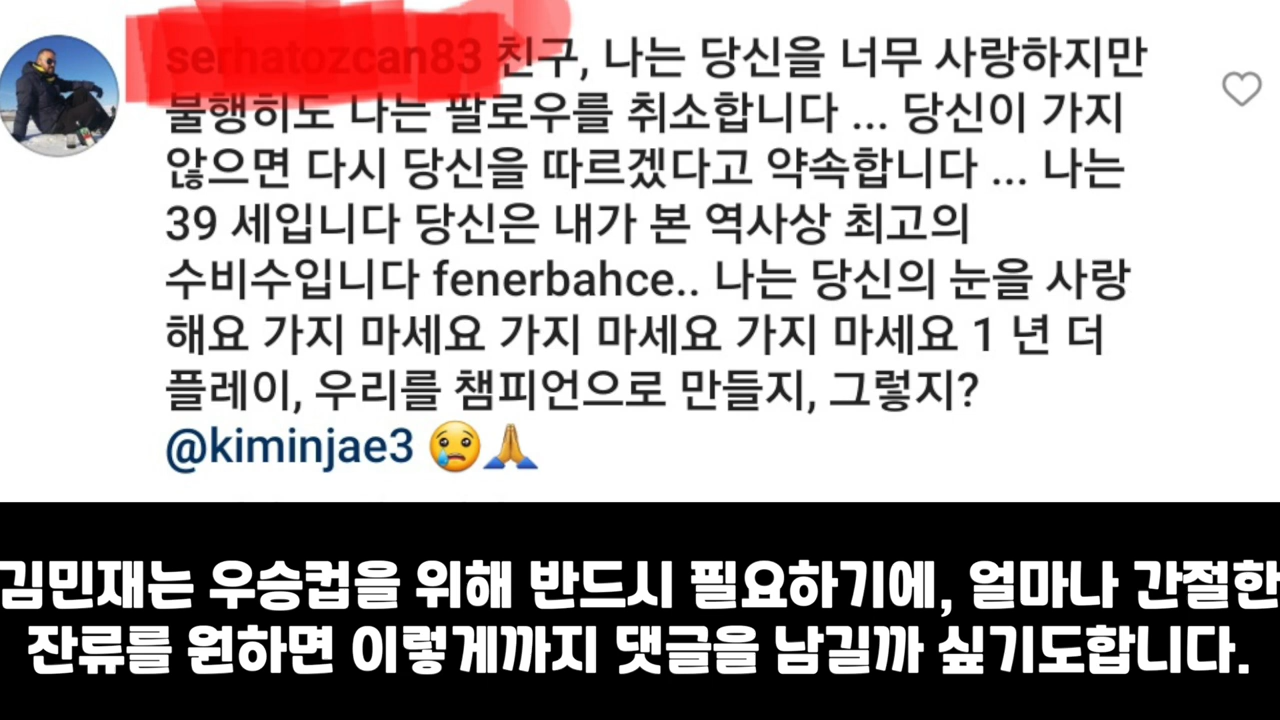 serhatozcan83 친구, 나는 당신을 너무 사랑하지만
불행히도 나는 팔로우를 취소합니다 ... 당신이 가지
않으면 다시 당신을 따르겠다고 약속합니다 ... 나는
39 세입니다 당신은 내가 본 역사상 최고의
수비수입니다 fenerbahce.. 나는 당신의 눈을 사랑
해요 가지 마세요 가지 마세요 가지 마세요 1 년 더
플레이, 우리를 챔피언으로 만들지, 그렇지?
@kiminjae3 😢🙏
김민재는 우승컵을 위해 반드시 필요하기에, 얼마나 간절한
잔류를 원하면 이렇게까지 댓글을 남길까 싶기도합니다.